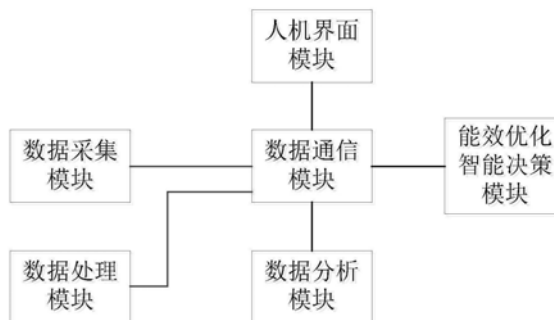 人机界面
模块
数据采集
模块
数据通信
模块
能效优化
智能决策
模块
数据处理
模块
数据分析
模块